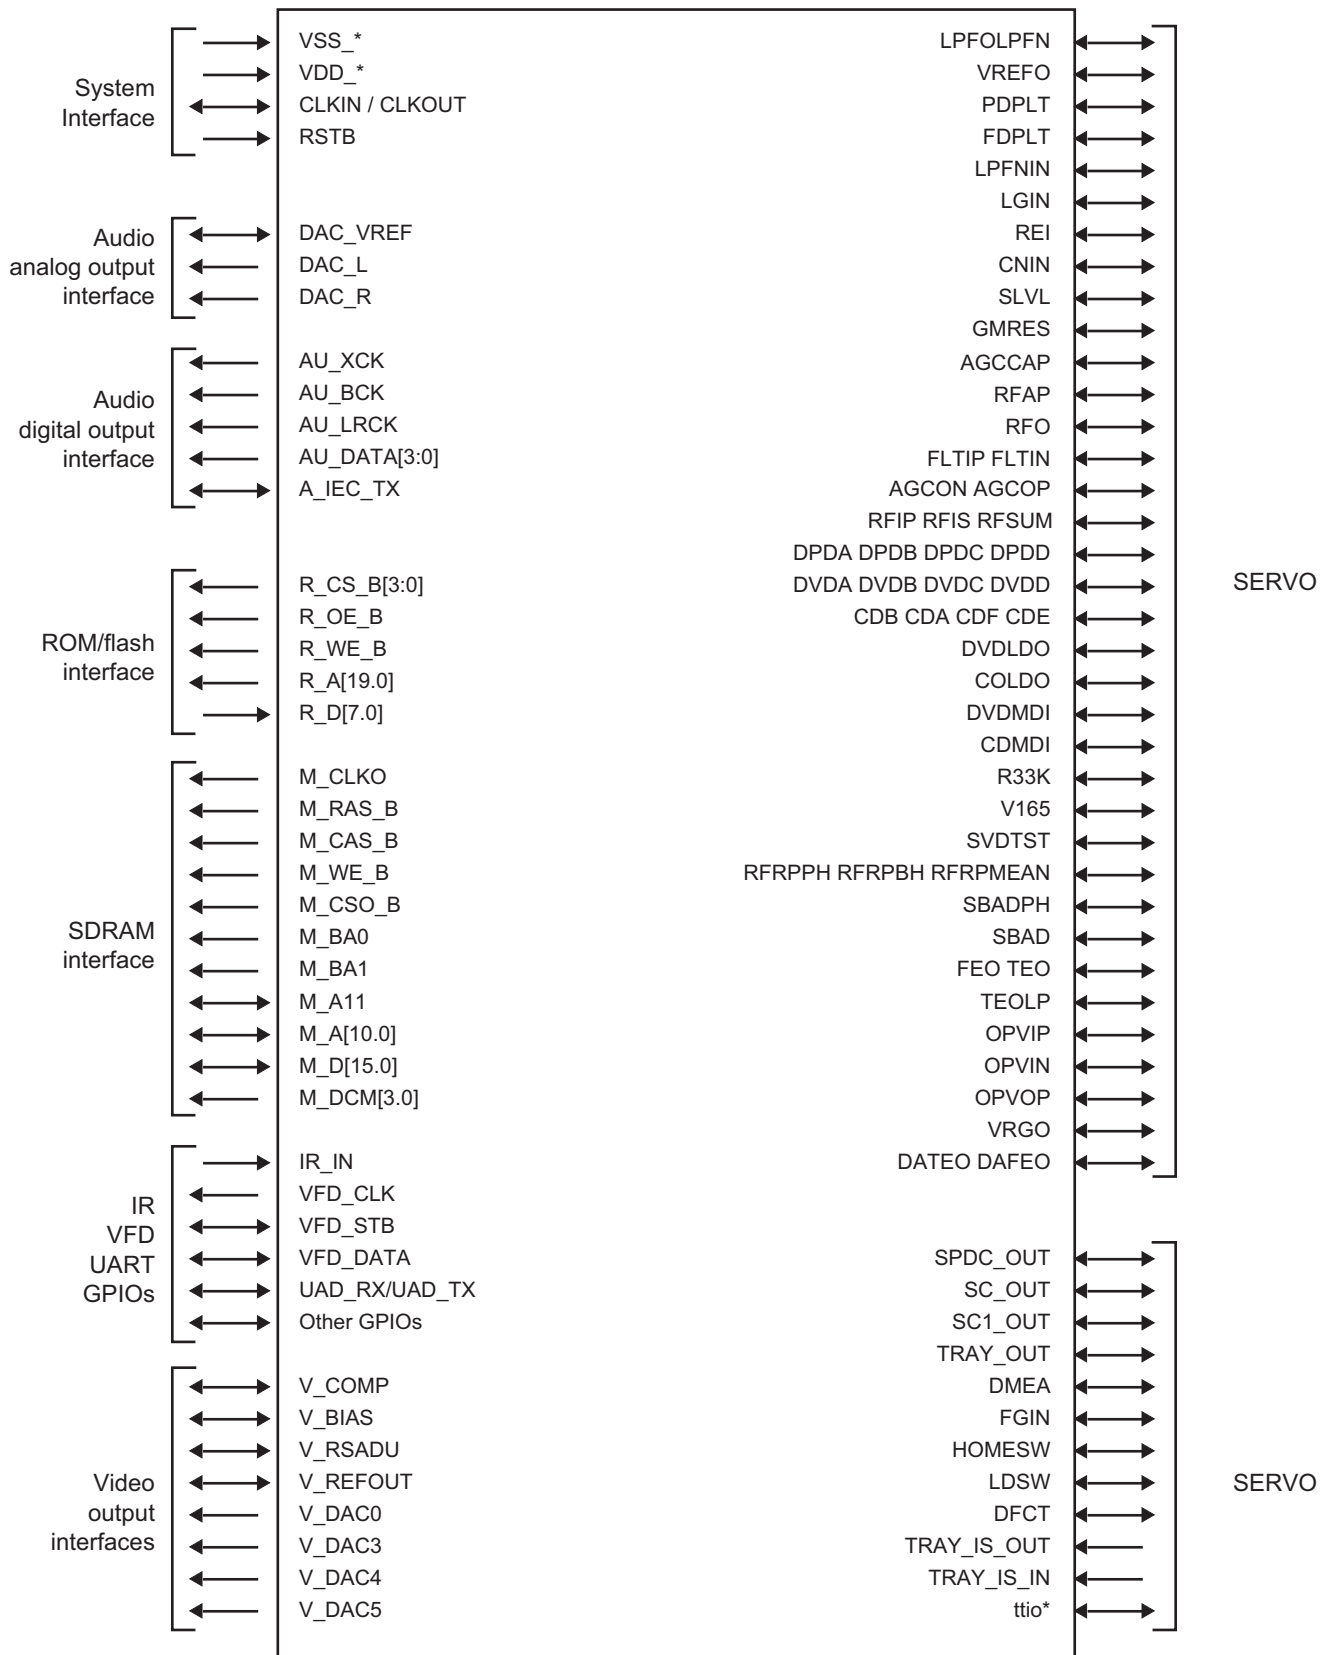 System
Interface
VSS_*
VDD_*
CLKIN / CLKOUT
RSTB
Audio
analog output
interface
DAC_VREF
DAC_L
DAC_R
Audio
digital output
interface
AU_XCK
AU_BCK
AU_LRCK
AU_DATA[3:0]
A_IEC_TX
ROM/flash
interface
R_CS_B[3:0]
R_OE_B
R_WE_B
R_A[19.0]
R_D[7.0]
SDRAM
interface
M_CLKO
M_RAS_B
M_CAS_B
M_WE_B
M_CSO_B
M_BA0
M_BA1
M_A11
M_A[10.0]
M_D[15.0]
M_DCM[3.0]
IR
VFD
UART
GPIOs
IR_IN
VFD_CLK
VFD_STB
VFD_DATA
UAD_RX/UAD_TX
Other GPIOs
Video
output
interfaces
V_COMP
V_BIAS
V_RSADU
V_REFOUT
V_DAC0
V_DAC3
V_DAC4
V_DAC5
LPFOLPFN
VREFO
PDPLT
FDPLT
LPFNIN
LGIN
REI
CNIN
SLVL
GMRES
AGCCAP
RFAP
RFO
FLTIP FLTIN
AGCON AGCOP
RFIP RFIS RFSUM
DPDA DPDB DPDC DPDD
DVDA DVDB DVDC DVDD
CDB CDA CDF CDE
DVDLDO
COLDO
DVDMDI
CDMDI
R33K
V165
SVDTST
RFRPPH RFRPBH RFRPMEAN
SBADPH
SBAD
FEO TEO
TEOLP
OPVIP
OPVIN
OPVOP
VRGO
DATEO DAFEO
SERVO
SPDC_OUT
SC_OUT
SC1_OUT
TRAY_OUT
DMEA
FGIN
HOMESW
LDSW
DFCT
TRAY_IS_OUT
TRAY_IS_IN
ttio*
SERVO